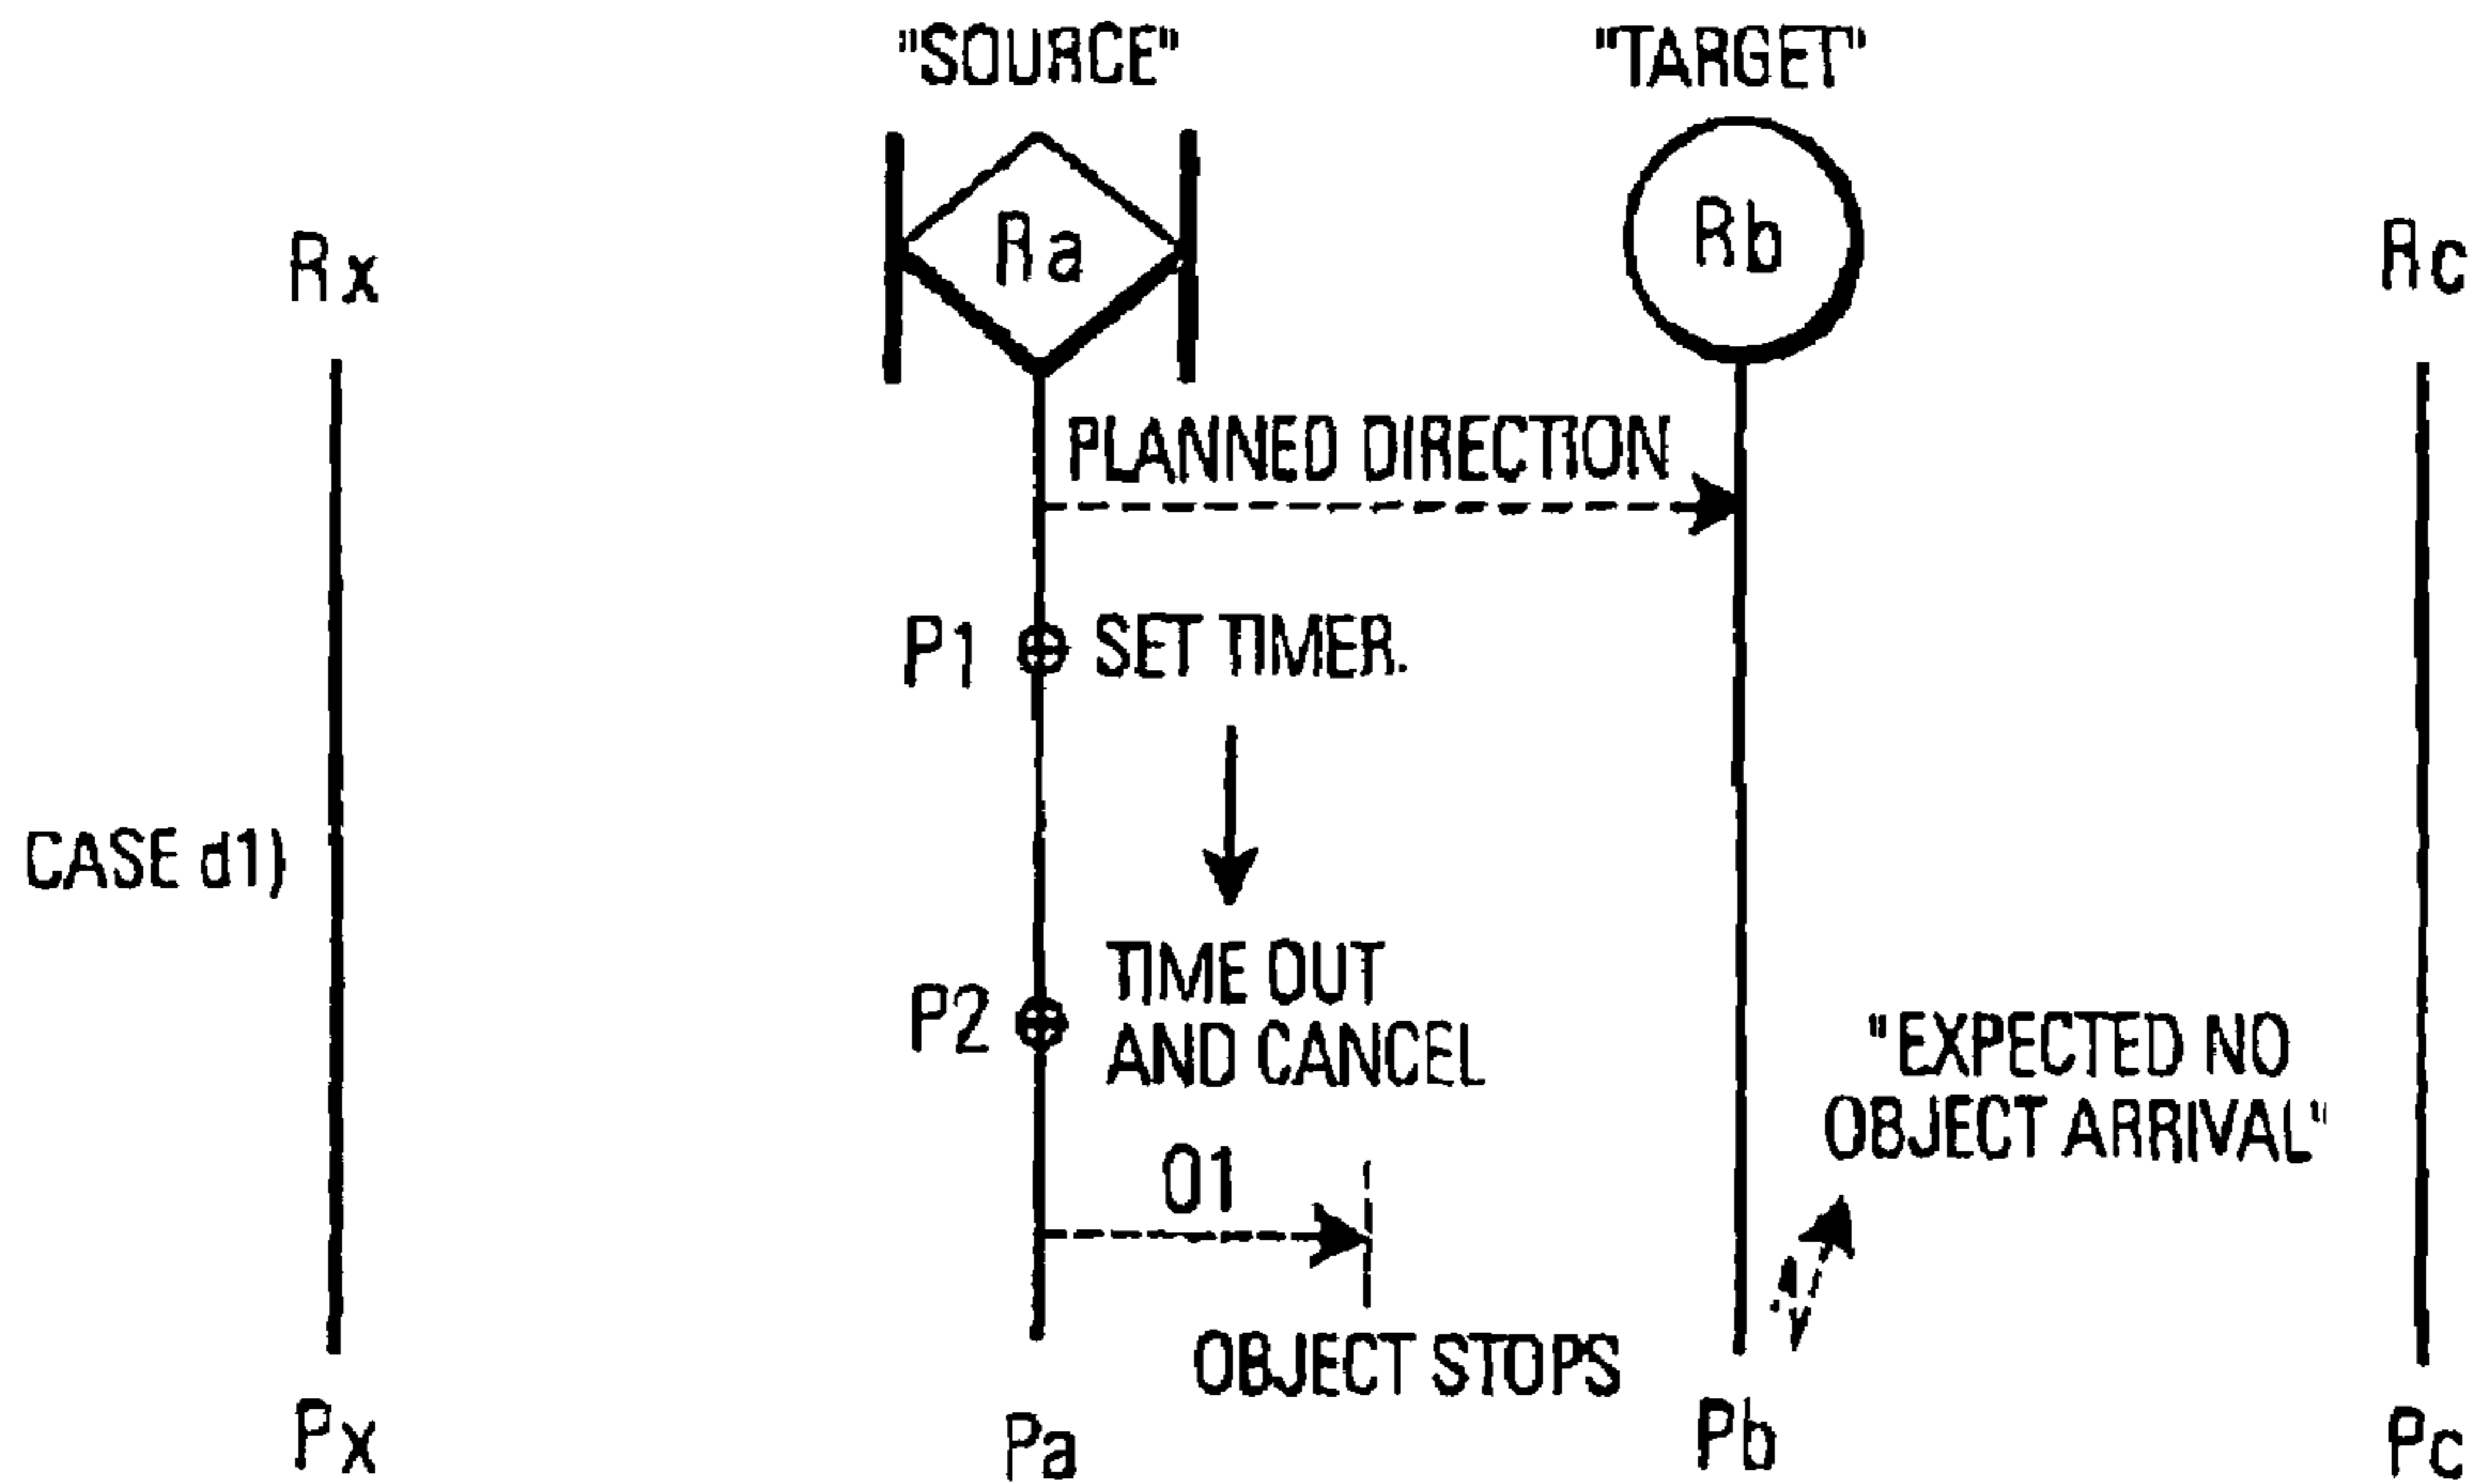 "SOURCE" "TARGET"
Rx Ra Rb Rc
PLANNED DIRECTION
P1 SET TIMER.
CASE d1)
P2 TIME OUT
AND CANCEL
"EXPECTED NO
OBJECT ARRIVAL"
O1
OBJECT STOPS
Px Pa Pb Pc